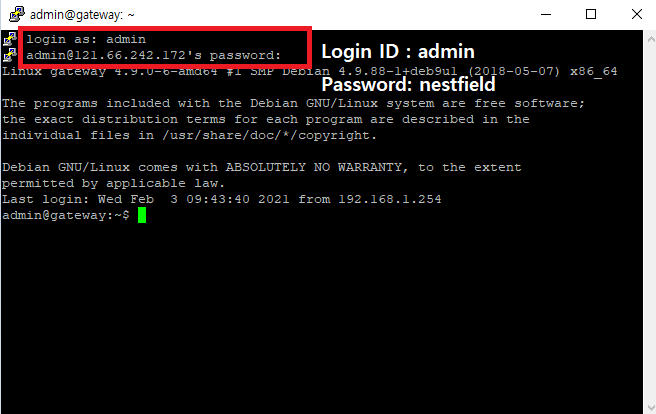 admin@gateway: ~
login as: admin
admin@121.66.242.172's password:
Login ID : admin
Linux gateway 4.9.0-6-amd64 #1 SMP Debian 4.9.88-1+deb9u1 (2018-05-07) x86_64
Password: nestfield
The programs included with the Debian GNU/Linux system are free software;
the exact distribution terms for each program are described in the
individual files in /usr/share/doc/*/copyright.
Debian GNU/Linux comes with ABSOLUTELY NO WARRANTY, to the extent
permitted by applicable law.
Last login: Wed Feb  3 09:43:40 2021 from 192.168.1.254
admin@gateway:~$